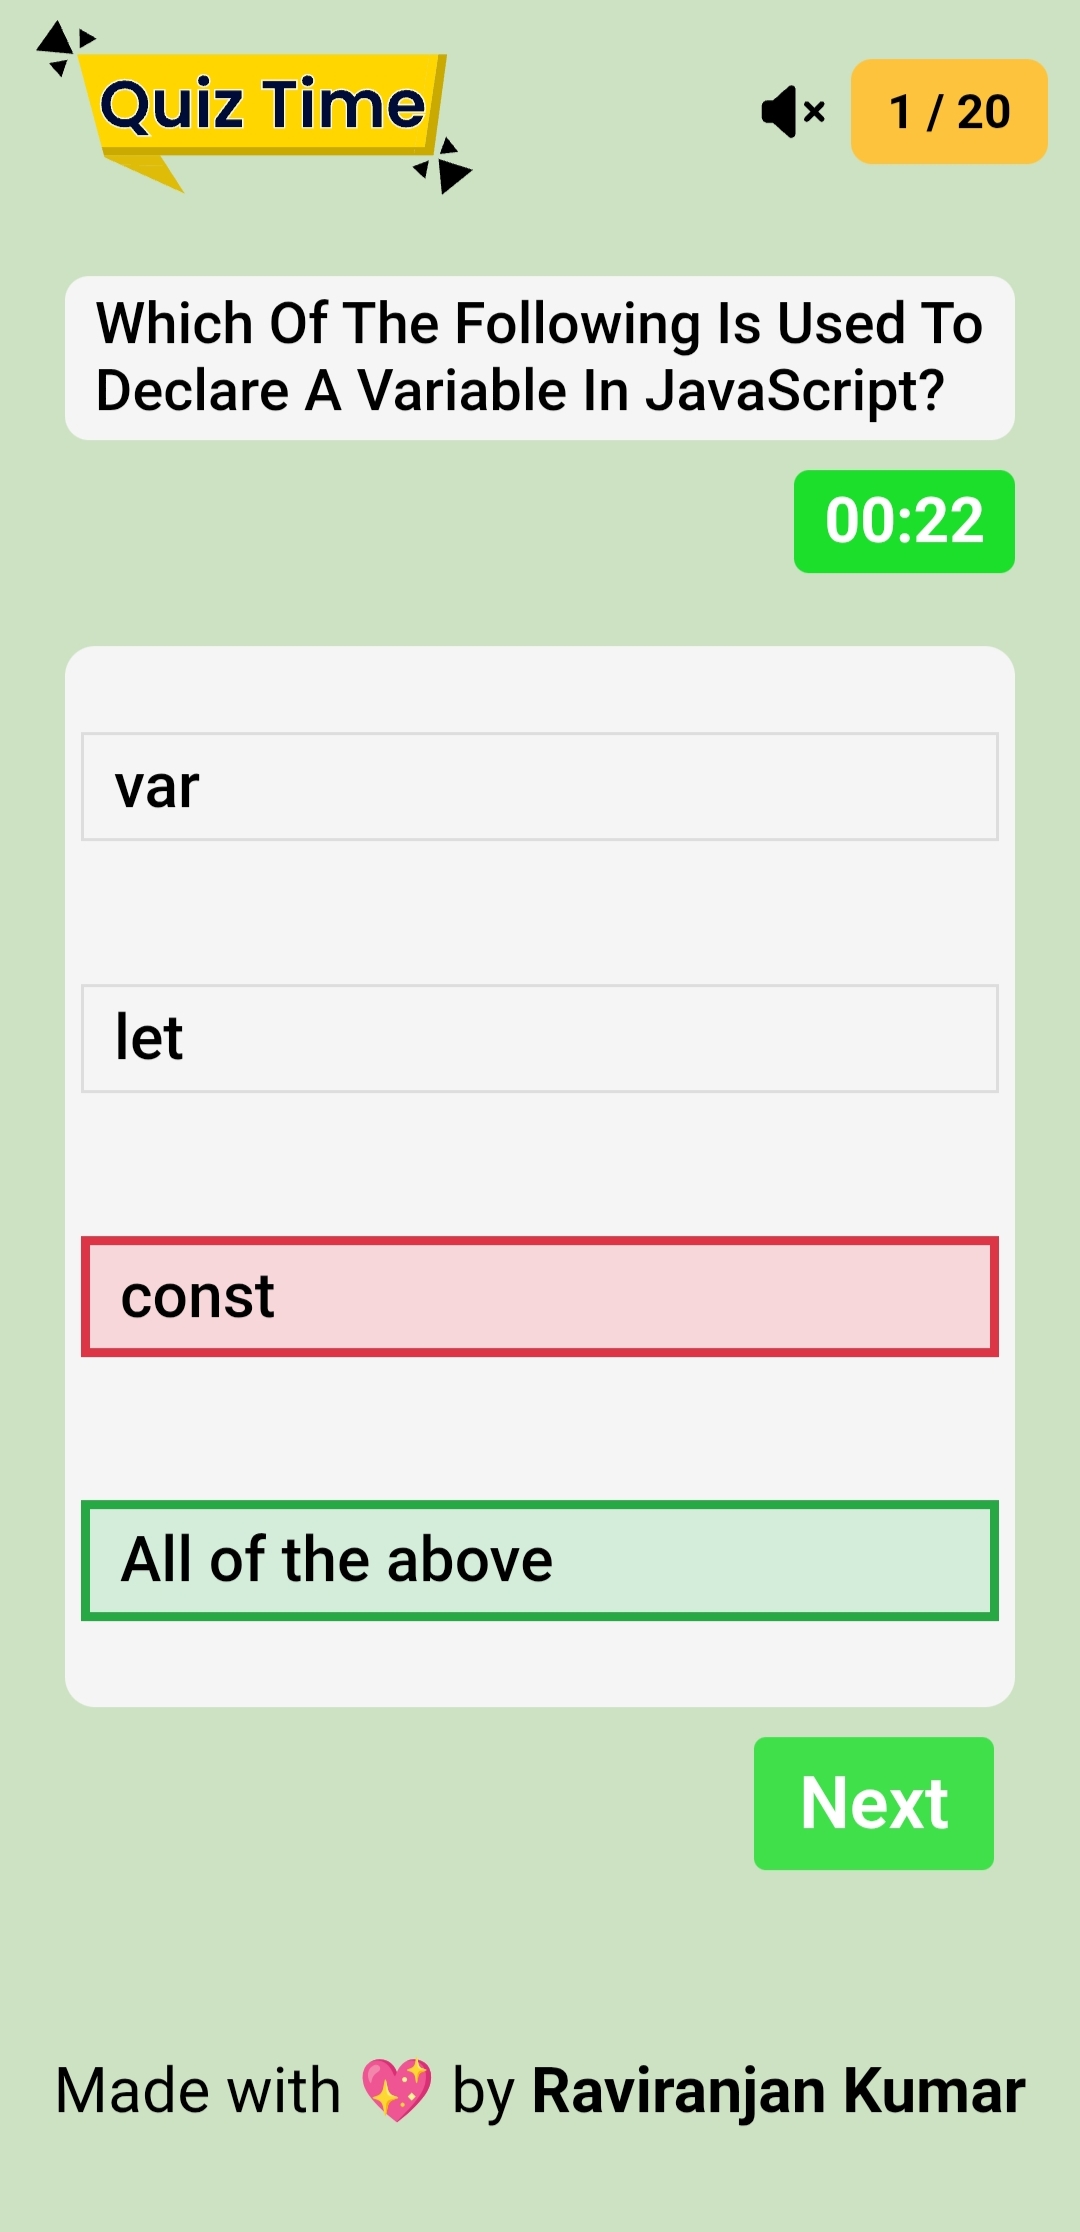 Quiz Time
1 / 20
Which Of The Following Is Used To
Declare A Variable In JavaScript?
00:22
var
let
const
All of the above
Next
Made with 💖 by Raviranjan Kumar